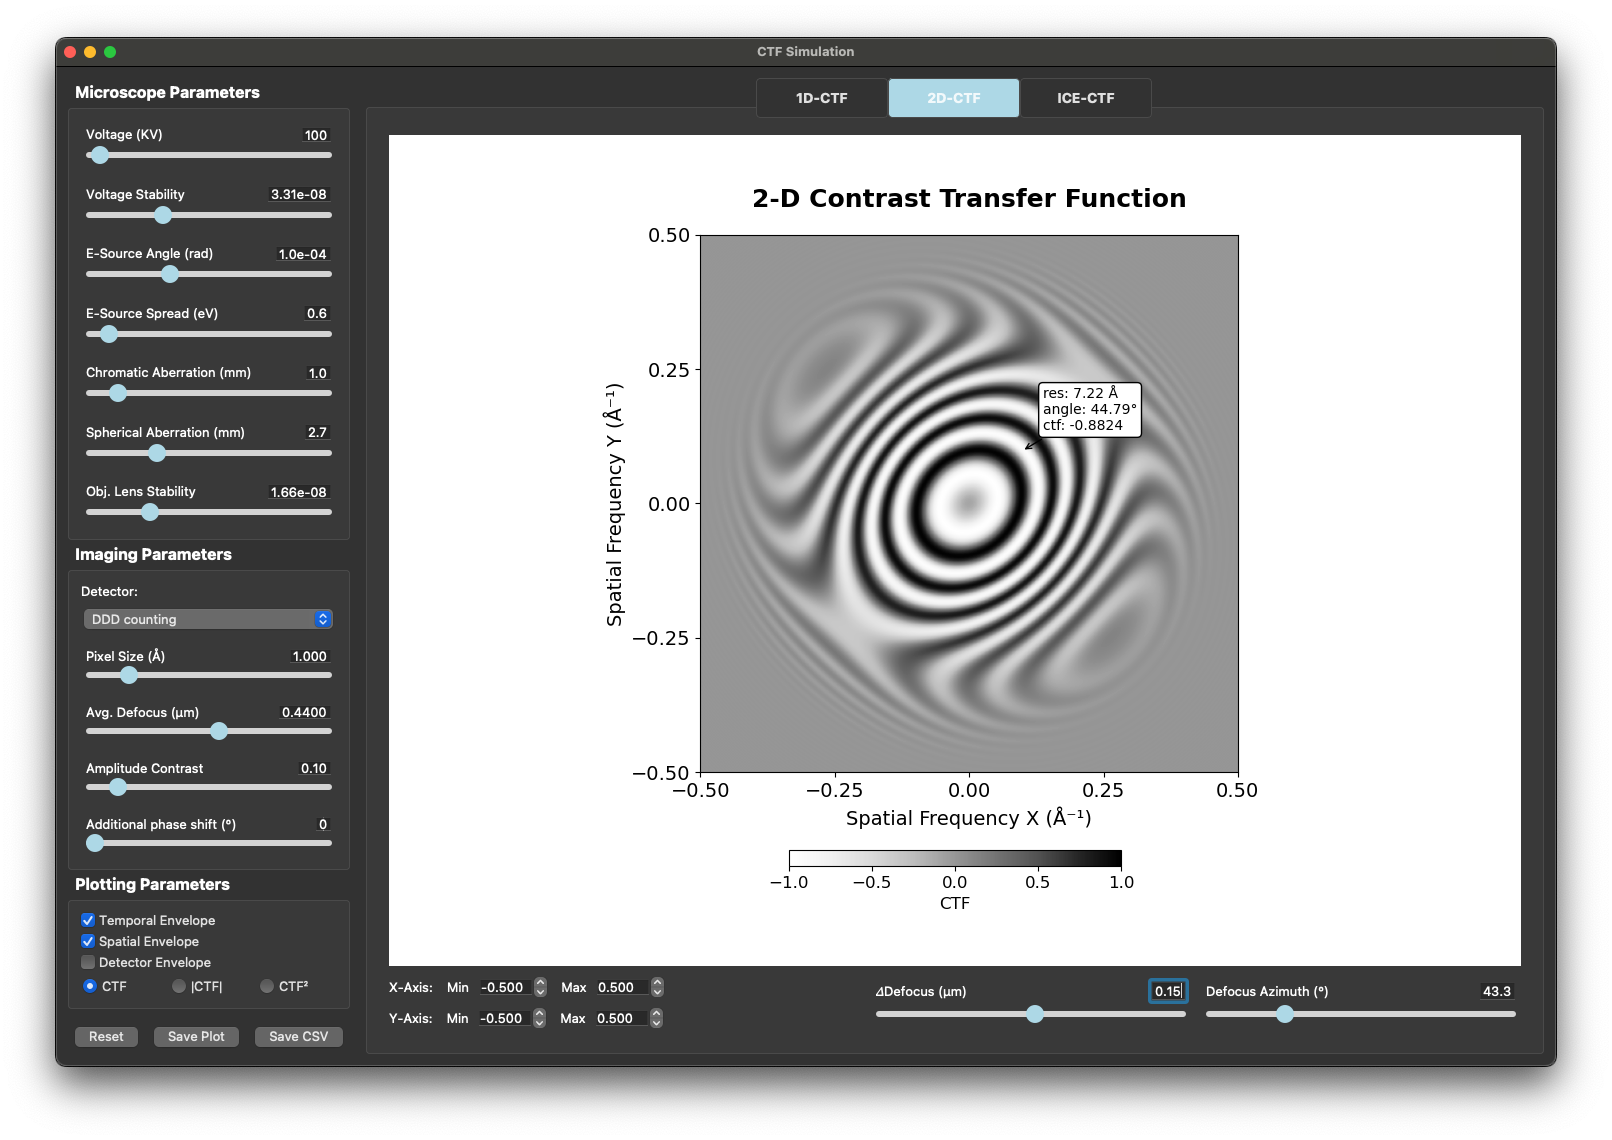 CTF Simulation
Microscope Parameters
Voltage (KV) 100
Voltage Stability 3.31e-08
E-Source Angle (rad) 1.0e-04
E-Source Spread (eV) 0.6
Chromatic Aberration (mm) 1.0
Spherical Aberration (mm) 2.7
Obj. Lens Stability 1.66e-08
Imaging Parameters
Detector:
DDD counting
Pixel Size (Å) 1.000
Avg. Defocus (µm) 0.4400
Amplitude Contrast 0.10
Additional phase shift (°) 0
Plotting Parameters
Temporal Envelope
Spatial Envelope
Detector Envelope
CTF |CTF| CTF²
Reset Save Plot Save CSV
1D-CTF 2D-CTF ICE-CTF
2-D Contrast Transfer Function
0.50
0.25
0.00
−0.25
−0.50
Spatial Frequency Y (Å⁻¹)
res: 7.22 Å
angle: 44.79°
ctf: -0.8824
−0.50 −0.25 0.00 0.25 0.50
Spatial Frequency X (Å⁻¹)
−1.0 −0.5 0.0 0.5 1.0
CTF
X-Axis: Min -0.500 Max 0.500
Y-Axis: Min -0.500 Max 0.500
ΔDefocus (µm) 0.15
Defocus Azimuth (°) 43.3